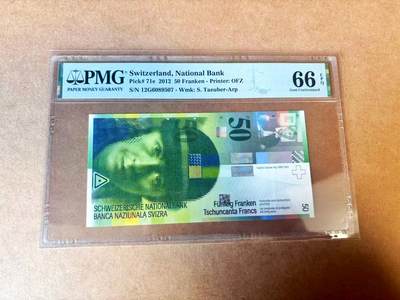 PMG
PAPER MONEY GUARANTY
Switzerland, National Bank
Pick# 71e 2012 50 Franken - Printer: OFZ
S/N 12G6089507 - Wmk: S. Taeuber-Arp
66 EPQ
Gem Uncirculated
50
SCHWEIZERISCHE NATIONALBANK
BANCA NAZIUNALA SVIZRA
Fünfzig Franken
Tschuncanta Francs
50